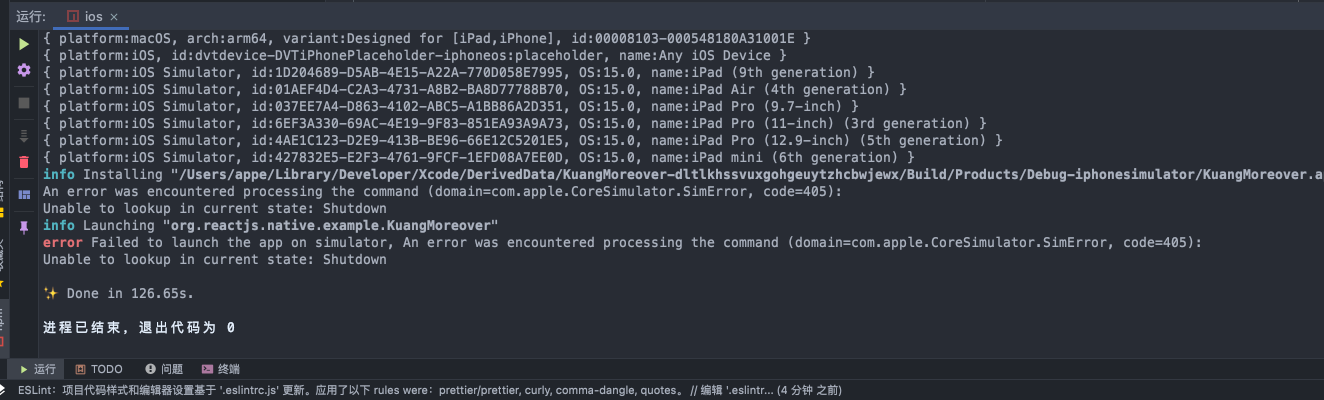 运行: ios ×
{ platform:macOS, arch:arm64, variant:Designed for [iPad,iPhone], id:00008103-000548180A31001E }
{ platform:iOS, id:dvtdevice-DVTiPhonePlaceholder-iphoneos:placeholder, name:Any iOS Device }
{ platform:iOS Simulator, id:1D204689-D5AB-4E15-A22A-770D058E7995, OS:15.0, name:iPad (9th generation) }
{ platform:iOS Simulator, id:01AEF4D4-C2A3-4731-A8B2-BA8D77788B70, OS:15.0, name:iPad Air (4th generation) }
{ platform:iOS Simulator, id:037EE7A4-D863-4102-ABC5-A1BB86A2D351, OS:15.0, name:iPad Pro (9.7-inch) }
{ platform:iOS Simulator, id:6EF3A330-69AC-4E19-9F83-851EA93A9A73, OS:15.0, name:iPad Pro (11-inch) (3rd generation) }
{ platform:iOS Simulator, id:4AE1C123-D2E9-413B-BE96-66E12C5201E5, OS:15.0, name:iPad Pro (12.9-inch) (5th generation) }
{ platform:iOS Simulator, id:427832E5-E2F3-4761-9FCF-1EFD08A7EE0D, OS:15.0, name:iPad mini (6th generation) }
info Installing "/Users/appe/Library/Developer/Xcode/DerivedData/KuangMoreover-dltlkhssvuxgohgeuytzhcbwjewx/Build/Products/Debug-iphonesimulator/KuangMoreover.a
An error was encountered processing the command (domain=com.apple.CoreSimulator.SimError, code=405):
Unable to lookup in current state: Shutdown
info Launching "org.reactjs.native.example.KuangMoreover"
error Failed to launch the app on simulator, An error was encountered processing the command (domain=com.apple.CoreSimulator.SimError, code=405):
Unable to lookup in current state: Shutdown
✨ Done in 126.65s.
进程已结束, 退出代码为 0
运行 TODO 问题 终端
ESLint: 项目代码样式和编辑器设置基于 '.eslintrc.js' 更新。应用了以下 rules were: prettier/prettier, curly, comma-dangle, quotes。 // 编辑 '.eslintr... (4 分钟 之前)